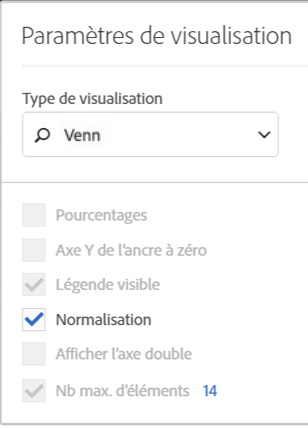 Paramètres de visualisation
Type de visualisation
Venn
Pourcentages
Axe Y de l'ancre à zéro
Légende visible
Normalisation
Afficher l'axe double
Nb max. d'éléments 14